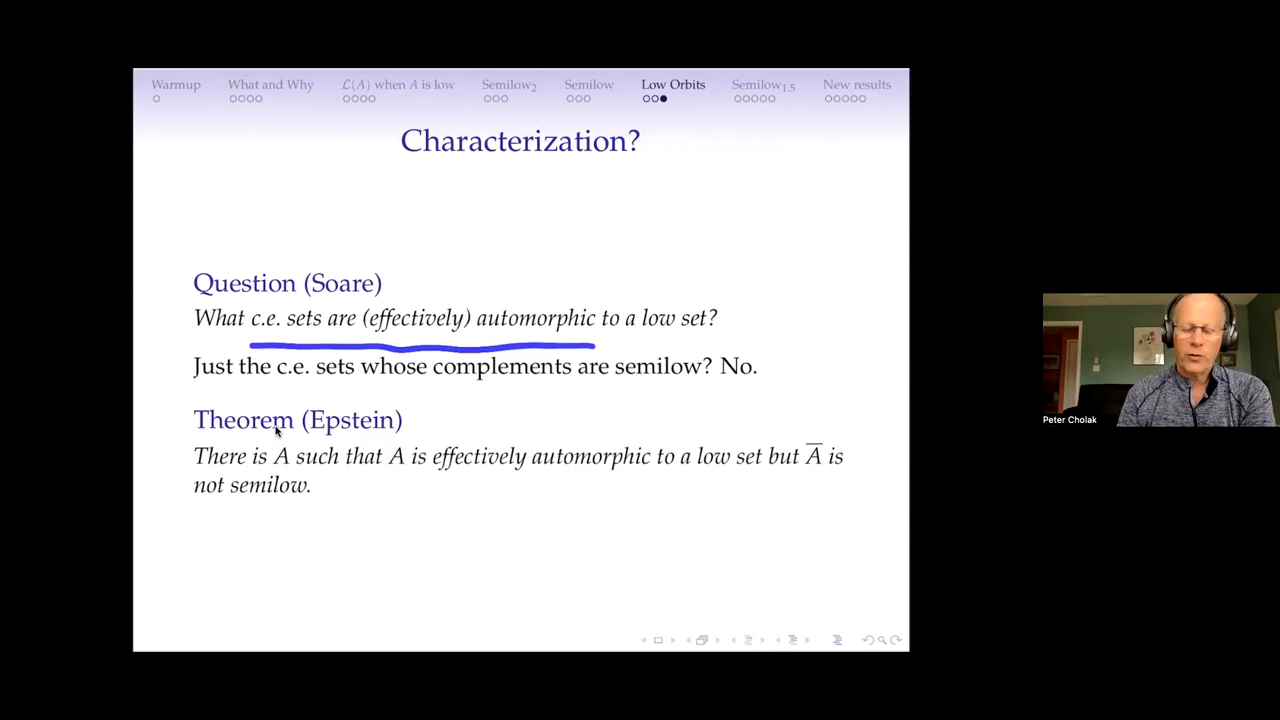 Warmup What and Why L(A) when A is low Semilow₂ Semilow Low Orbits Semilow₁.₅ New results
Characterization?
Question (Soare)
What c.e. sets are (effectively) automorphic to a low set?
Just the c.e. sets whose complements are semilow? No.
Theorem (Epstein)
There is A such that A is effectively automorphic to a low set but A̅ is
not semilow.
Peter Cholak